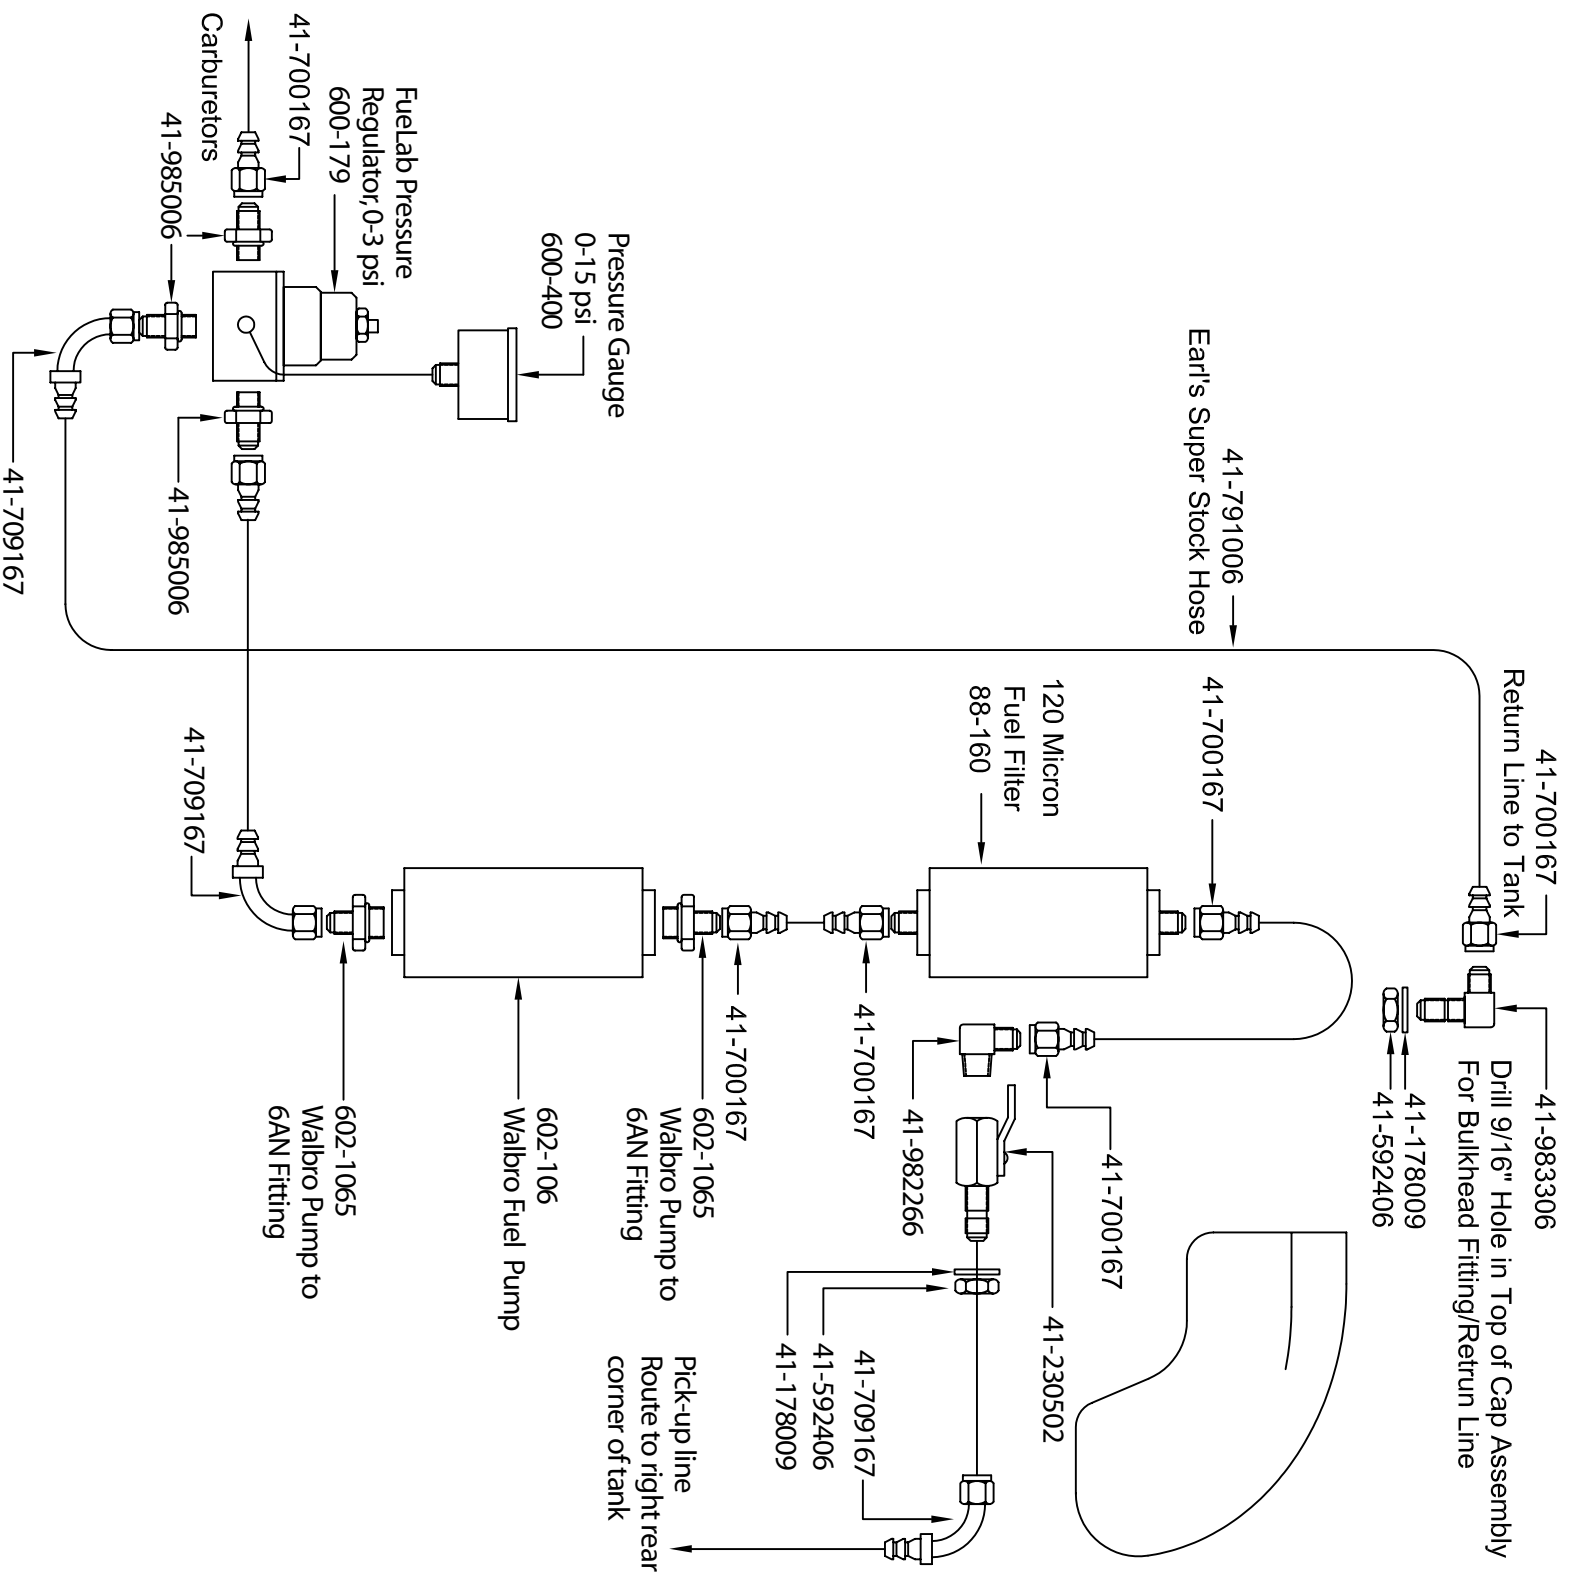 41-700167
Return Line to Tank
41-983306
Drill 9/16" Hole in Top of Cap Assembly
For Bulkhead Fitting/Retrun Line
41-178009
41-592406
41-791006
Earl's Super Stock Hose
41-700167
41-700167
120 Micron
Fuel Filter
88-160
41-230502
41-982266
41-700167
41-709167
41-592406
41-178009
Pick-up line
Route to right rear
corner of tank
41-700167
602-1065
Walbro Pump to
6AN Fitting
602-106
Walbro Fuel Pump
602-1065
Walbro Pump to
6AN Fitting
Pressure Gauge
0-15 psi
600-400
FueLab Pressure
Regulator,0-3 psi
600-179
41-700167
Carburetors
41-985006
41-985006
41-709167
41-709167